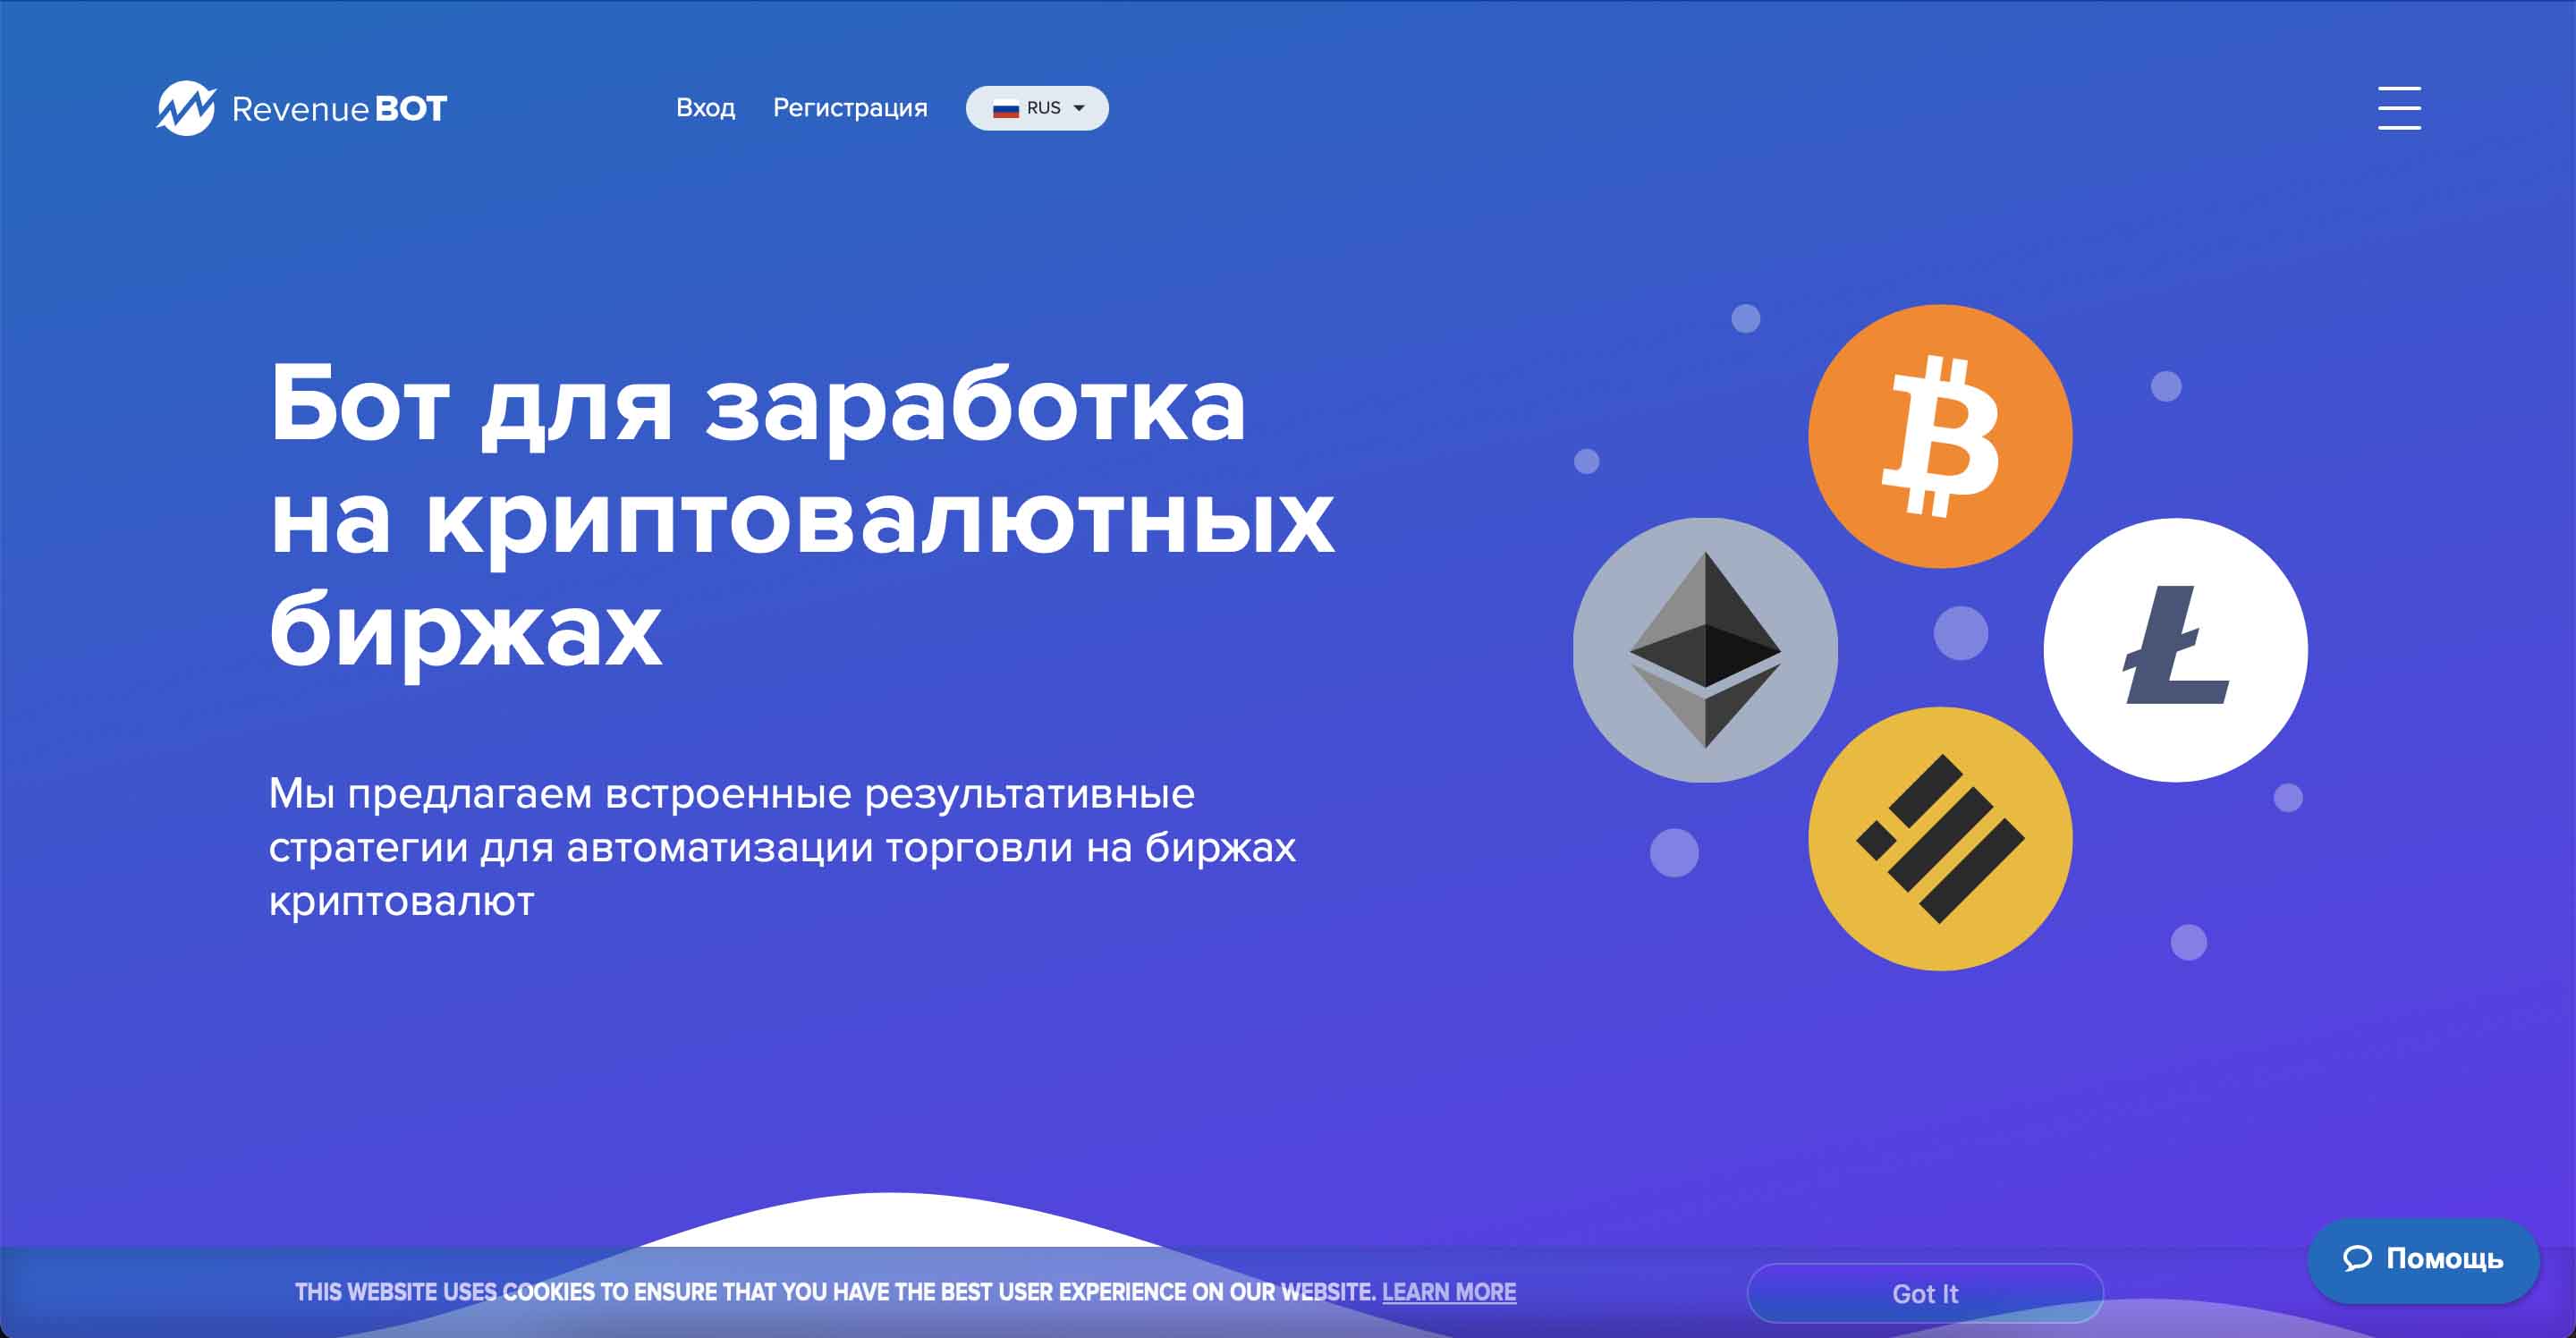 RevenueBOT
Вход
Регистрация
RUS
Бот для заработка
на криптовалютных
биржах
Мы предлагаем встроенные результативные
стратегии для автоматизации торговли на биржах
криптовалют
THIS WEBSITE USES COOKIES TO ENSURE THAT YOU HAVE THE BEST USER EXPERIENCE ON OUR WEBSITE. LEARN MORE
Got It
Помощь